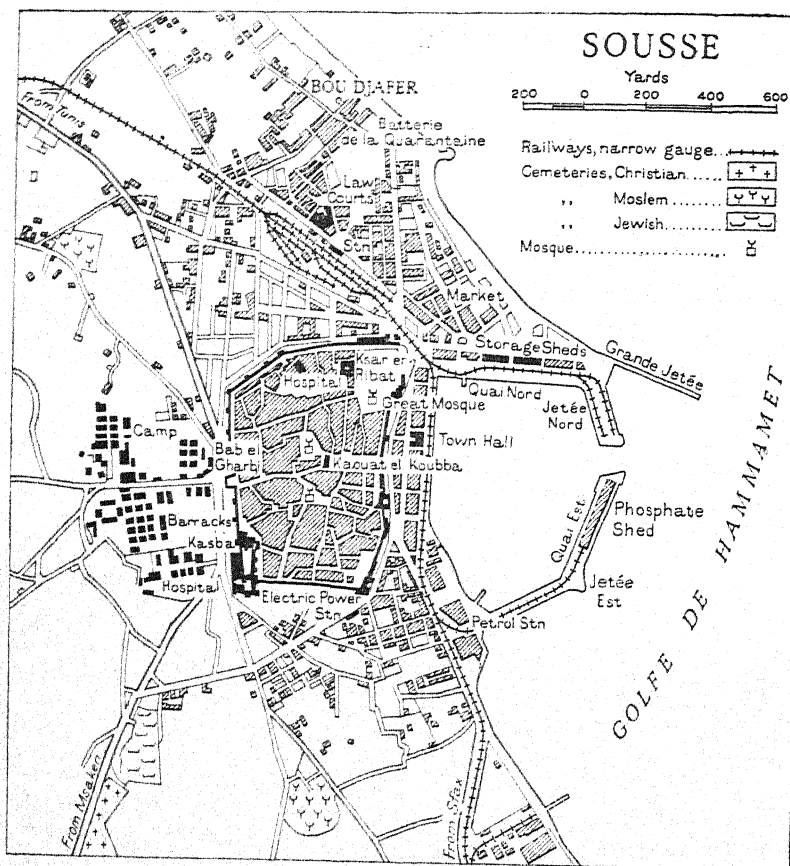 SOUSSE
Yards
200 0 200 400 600
Railways, narrow gauge...
Cemeteries, Christian......
,, Moslem.......
,, Jewish......
Mosque......................
From Tunis
BOU DJAFER
Batterie
de la Quarantaine
Law
Courts
Stn
Market
Storage Sheds
Grande Jetée
Ksar er
Ribat
Hospital
Quai Nord
Great Mosque
Jetée
Nord
Camp
Town Hall
Bab el
Gharbi
Kaouat el Koubba
Barracks
Quai Est.
Phosphate
Shed
Kasba
Hospital
Electric Power
Stn
Jetée
Est
Petrol Stn
GOLFE DE HAMMAMET
From Msaken
From Sfax